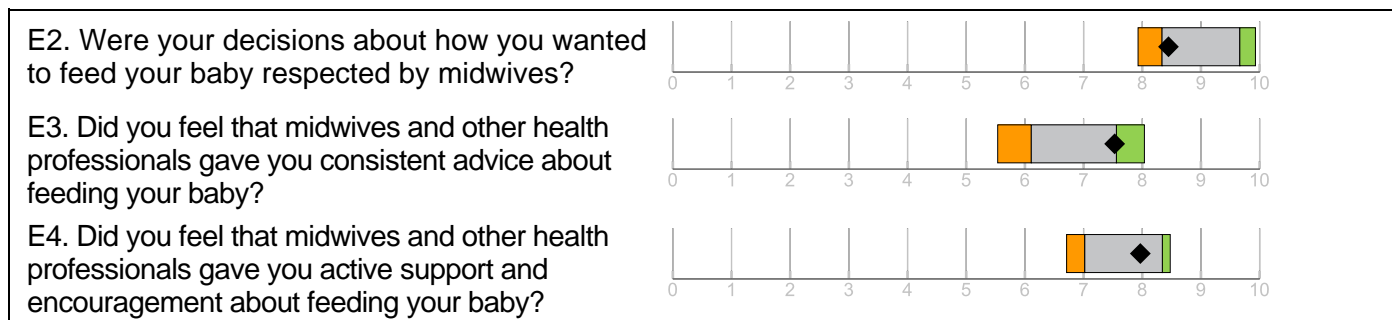 E2. Were your decisions about how you wanted
to feed your baby respected by midwives?
0 1 2 3 4 5 6 7 8 9 10
E3. Did you feel that midwives and other health
professionals gave you consistent advice about
feeding your baby?
0 1 2 3 4 5 6 7 8 9 10
E4. Did you feel that midwives and other health
professionals gave you active support and
encouragement about feeding your baby?
0 1 2 3 4 5 6 7 8 9 10